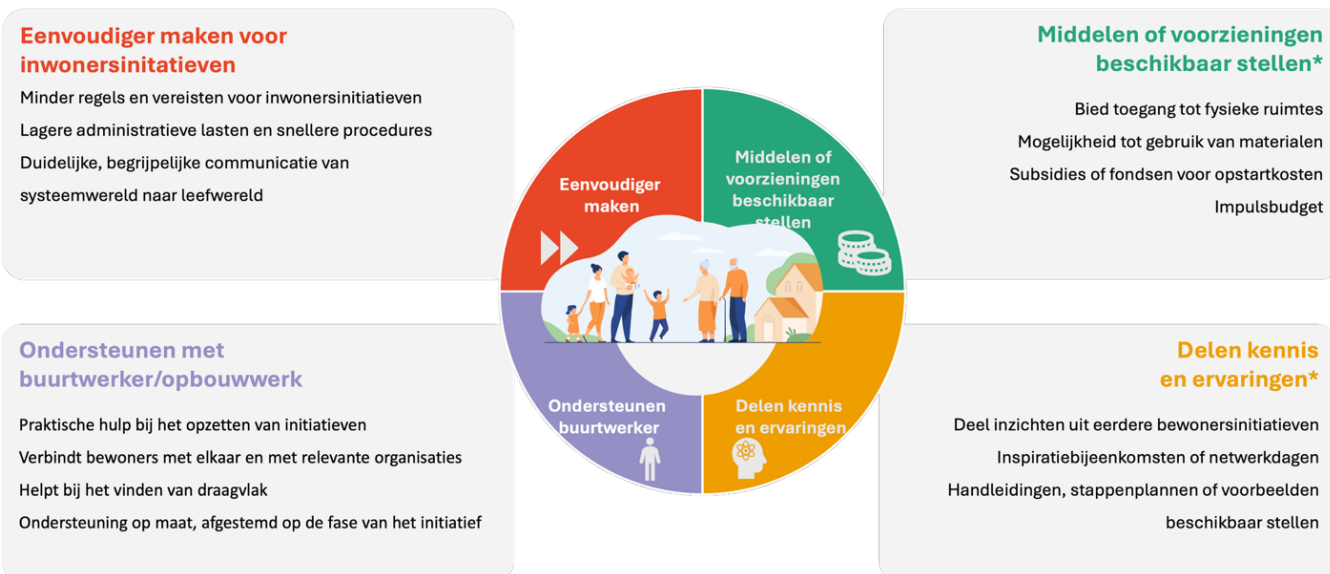 Eenvoudiger maken voor
inwonersinitatieven
Minder regels en vereisten voor inwonersinitiatieven
Lagere administratieve lasten en snellere procedures
Duidelijke, begrijpelijke communicatie van
systeemwereld naar leefwereld
Middelen of voorzieningen
beschikbaar stellen*
Bied toegang tot fysieke ruimtes
Mogelijkheid tot gebruik van materialen
Subsidies of fondsen voor opstartkosten
Impulsbudget
Eenvoudiger
maken
Middelen of
voorzieningen
beschikbaar
stellen
Ondersteunen
buurtwerker
Delen kennis
en ervaringen
Ondersteunen met
buurtwerker/opbouwwerk
Praktische hulp bij het opzetten van initiatieven
Verbindt bewoners met elkaar en met relevante organisaties
Helpt bij het vinden van draagvlak
Ondersteuning op maat, afgestemd op de fase van het initiatief
Delen kennis
en ervaringen*
Deel inzichten uit eerdere bewonersinitiatieven
Inspiratiebijeenkomsten of netwerkdagen
Handleidingen, stappenplannen of voorbeelden
beschikbaar stellen